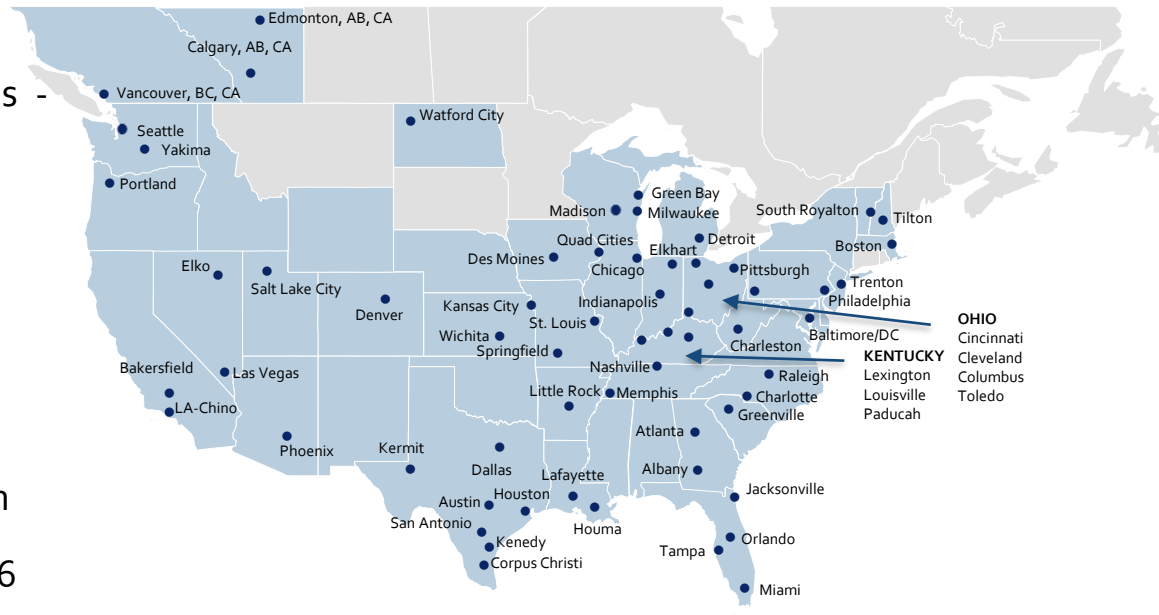 Edmonton, AB, CA
Calgary, AB, CA
s -
Vancouver, BC, CA
Watford City
Seattle
Yakima
Portland
Green Bay
Madison
Milwaukee
South Royalton
Tilton
Quad Cities
Detroit
Boston
Elkhart
Des Moines
Chicago
Pittsburgh
Elko
Salt Lake City
Trenton
Denver
Kansas City
Indianapolis
Philadelphia
St. Louis
Baltimore/DC
OHIO
Cincinnati
Cleveland
Columbus
Toledo
Wichita
Springfield
Charleston
KENTUCKY
Lexington
Louisville
Paducah
Bakersfield
Las Vegas
Nashville
Raleigh
LA-Chino
Little Rock
Memphis
Charlotte
Greenville
Phoenix
Kermit
Atlanta
Dallas
Lafayette
Albany
Jacksonville
n
Austin
Houston
San Antonio
Houma
Kenedy
Orlando
Tampa
Corpus Christi
6
Miami